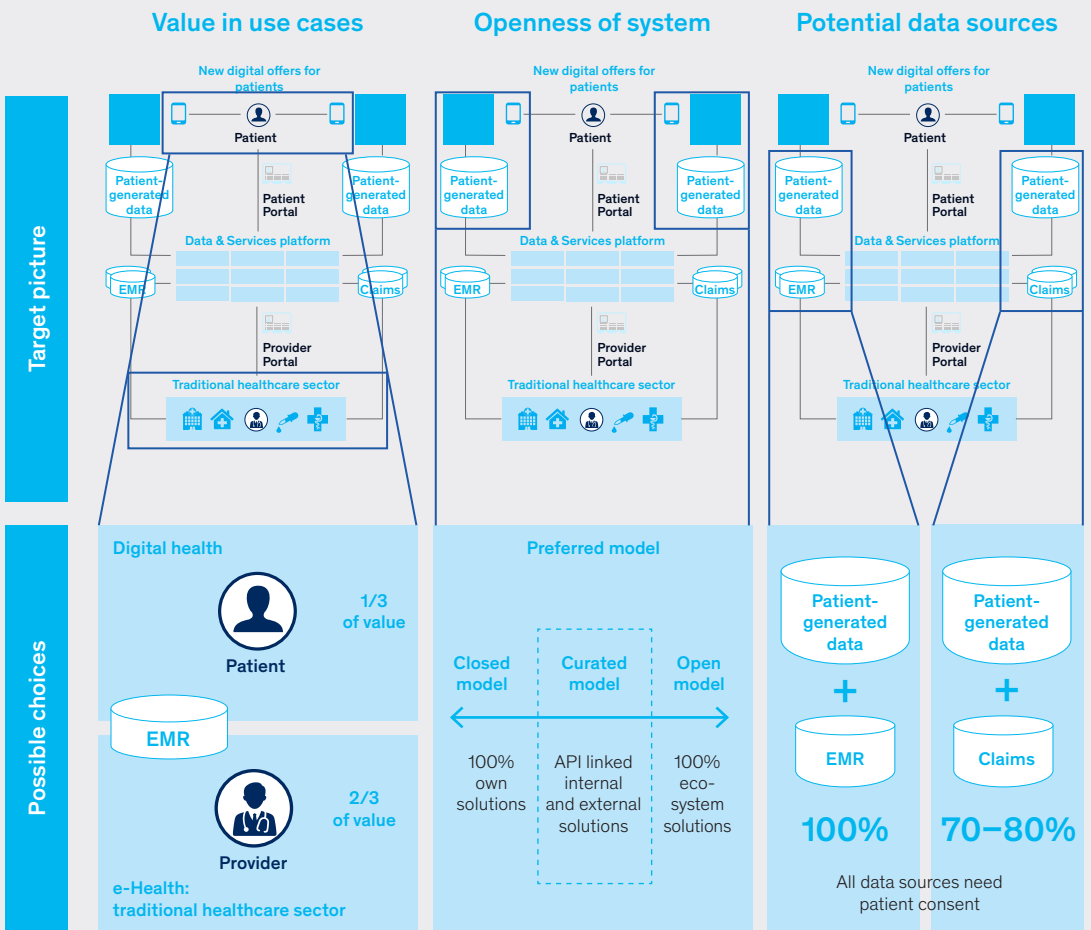 Value in use cases
Openness of system
Potential data sources
Target picture
New digital offers for
patients
Patient
Patient-
generated
data
Patient-
generated
data
Patient
Portal
Data & Services platform
EMR
Claims
Provider
Portal
Traditional healthcare sector
New digital offers for
patients
Patient
Patient-
generated
data
Patient-
generated
data
Patient
Portal
Data & Services platform
EMR
Claims
Provider
Portal
Traditional healthcare sector
New digital offers for
patients
Patient
Patient-
generated
data
Patient-
generated
data
Patient
Portal
Data & Services platform
EMR
Claims
Provider
Portal
Traditional healthcare sector
Possible choices
Digital health
1/3
of value
Patient
EMR
2/3
of value
Provider
e-Health:
traditional healthcare sector
Preferred model
Closed
model
Curated
model
Open
model
100%
own
solutions
API linked
internal
and external
solutions
100%
eco-
system
solutions
Patient-
generated
data
+
EMR
100%
Patient-
generated
data
+
Claims
70–80%
All data sources need
patient consent